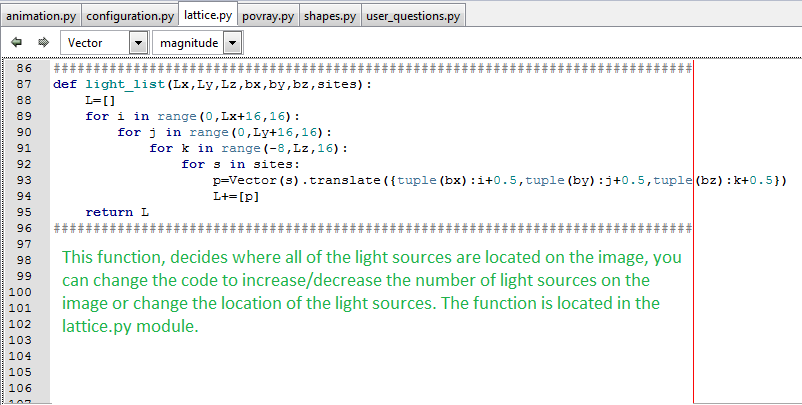 animation.py configuration.py lattice.py povray.py shapes.py user_questions.py
Vector magnitude
86 ################################################################################
87 def light_list(Lx,Ly,Lz,bx,by,bz,sites):
88     L=[]
89     for i in range(0,Lx+16,16):
90         for j in range(0,Ly+16,16):
91             for k in range(-8,Lz,16):
92                 for s in sites:
93                     p=Vector(s).translate({tuple(bx):i+0.5,tuple(by):j+0.5,tuple(bz):k+0.5})
94                     L+=[p]
95     return L
96 ################################################################################
97
98 This function, decides where all of the light sources are located on the image, you
99 can change the code to increase/decrease the number of light sources on the
100
101 image or change the location of the light sources. The function is located in the
102 lattice.py module.
103
104
105
106
107